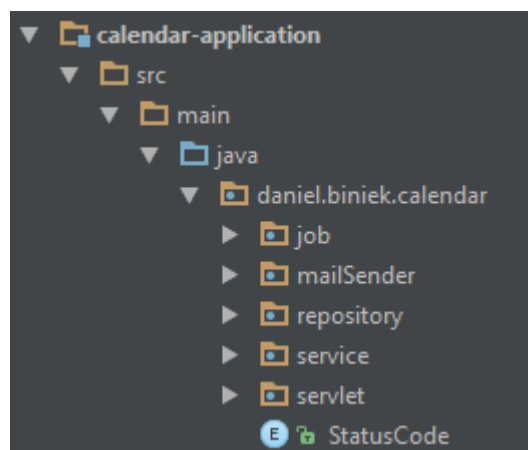 calendar-application
src
main
java
daniel.biniek.calendar
job
mailSender
repository
service
servlet
E StatusCode